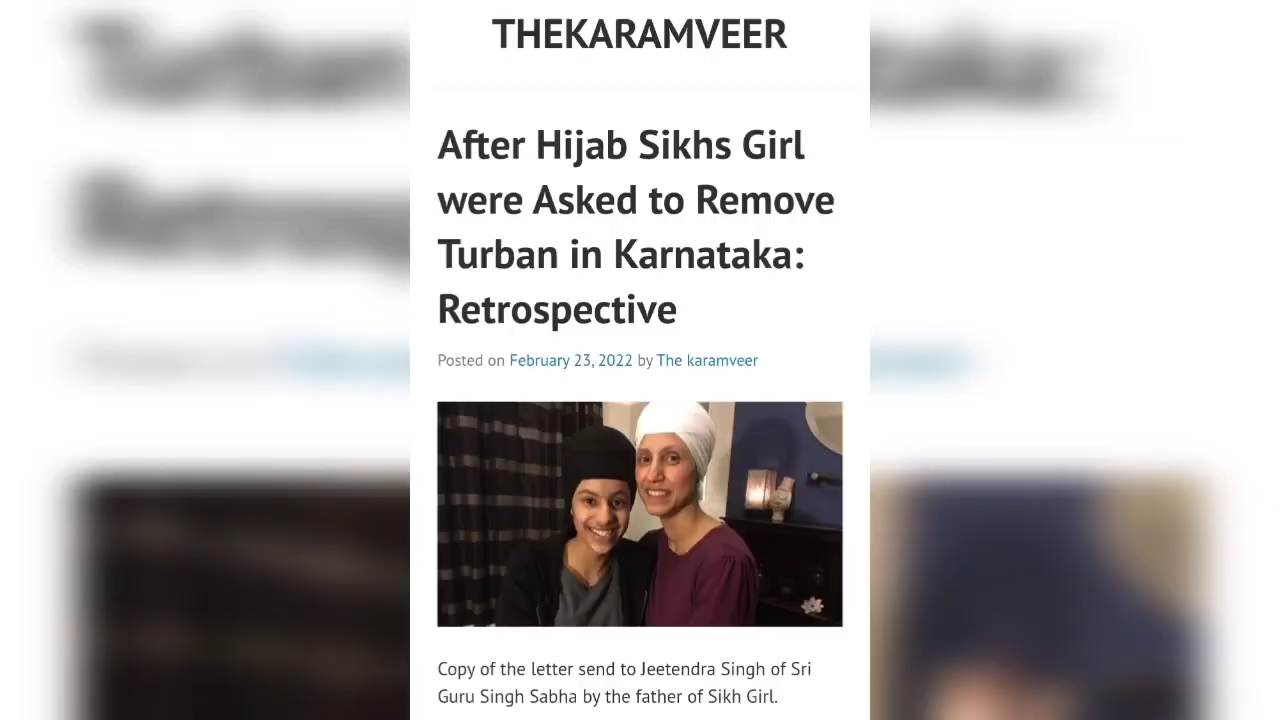 THEKARAMVEER
After Hijab Sikhs Girl
were Asked to Remove
Turban in Karnataka:
Retrospective
Posted on February 23, 2022 by The karamveer
Copy of the letter send to Jeetendra Singh of Sri
Guru Singh Sabha by the father of Sikh Girl.